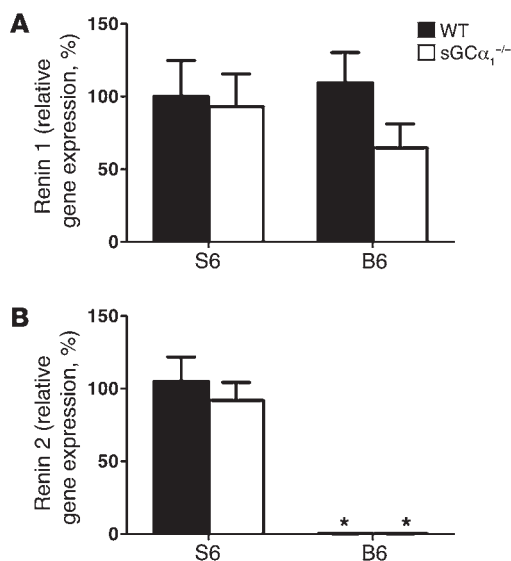 A
WT
sGCα₁⁻/⁻
Renin 1 (relative
gene expression, %)
150
100
50
0
S6
B6
B
Renin 2 (relative
gene expression, %)
150
100
50
0
*
*
S6
B6